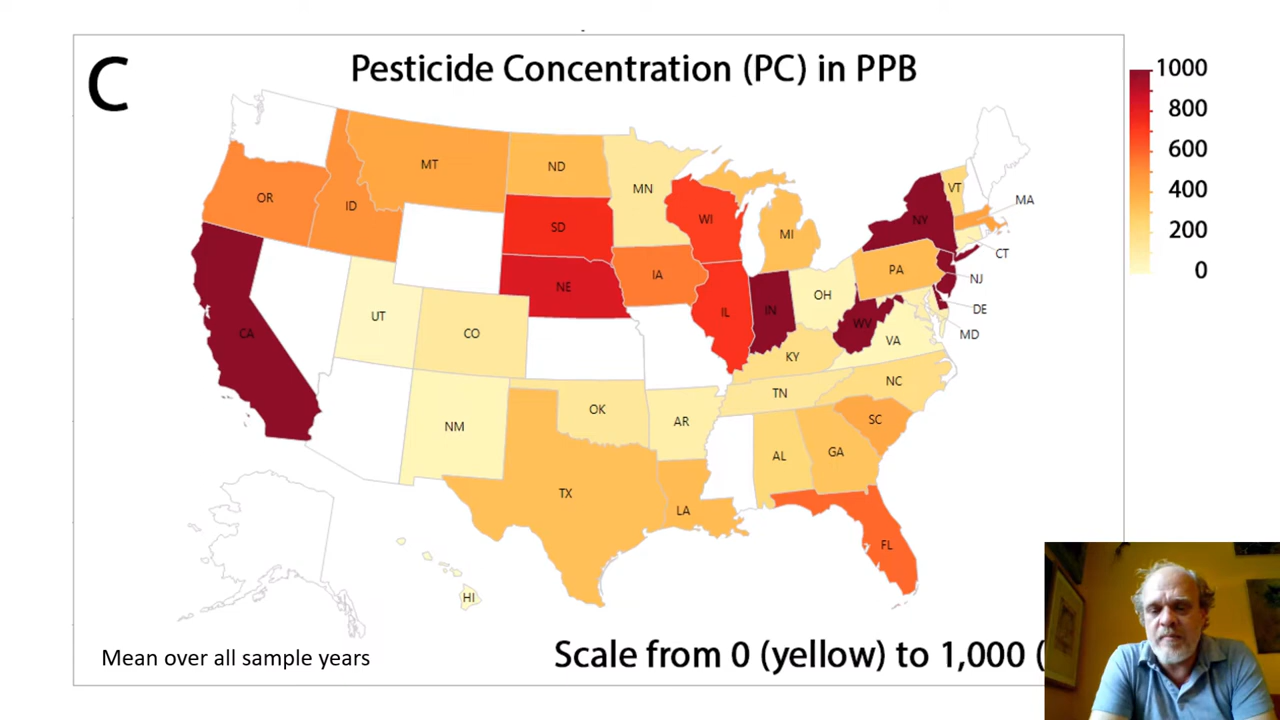 C
Pesticide Concentration (PC) in PPB
1000
800
600
400
200
0
MT
ND
MN
OR
ID
SD
WI
MI
NY
VT
MA
CT
NJ
DE
MD
PA
NE
IA
IL
IN
OH
WV
VA
CA
UT
CO
KY
NC
TN
NM
OK
AR
SC
AL
GA
TX
LA
FL
HI
Mean over all sample years
Scale from 0 (yellow) to 1,000 (